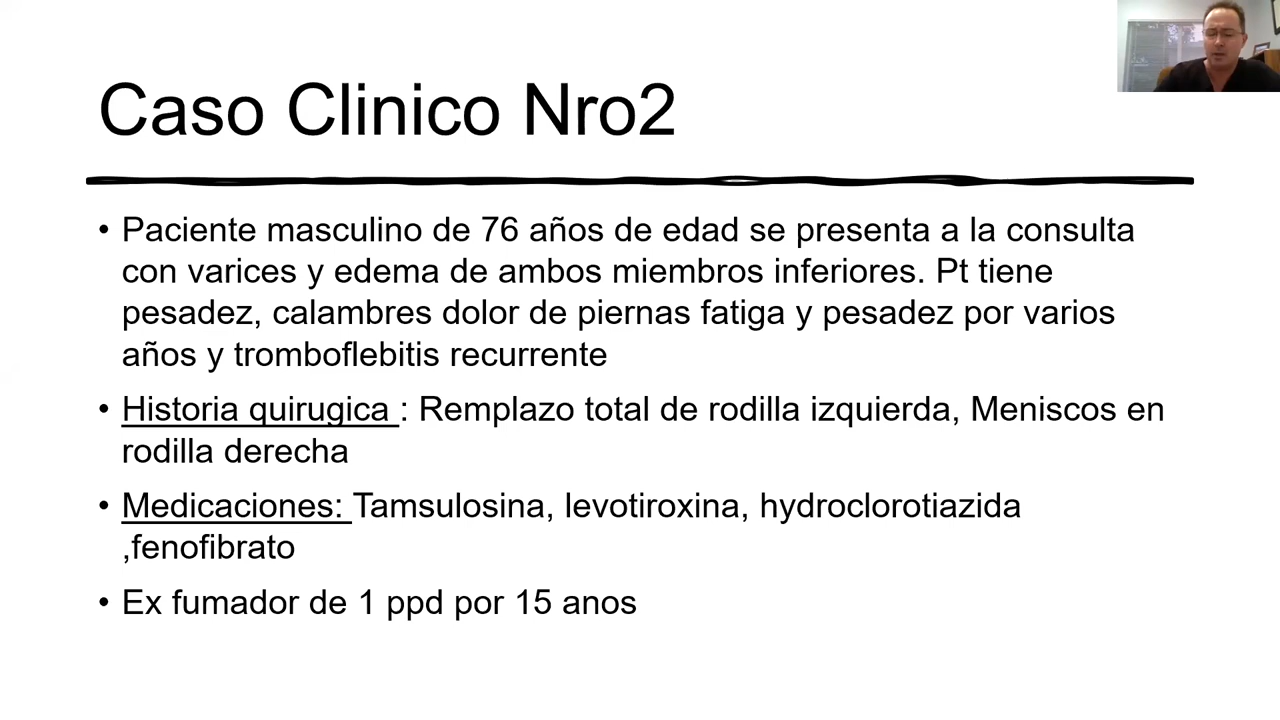 Caso Clinico Nro2
• Paciente masculino de 76 años de edad se presenta a la consulta
con varices y edema de ambos miembros inferiores. Pt tiene
pesadez, calambres dolor de piernas fatiga y pesadez por varios
años y tromboflebitis recurrente
• Historia quirugica : Remplazo total de rodilla izquierda, Meniscos en
rodilla derecha
• Medicaciones: Tamsulosina, levotiroxina, hydroclorotiazida
,fenofibrato
• Ex fumador de 1 ppd por 15 anos